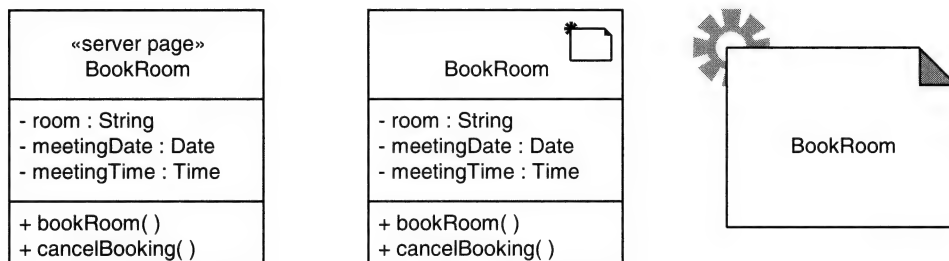 «server page»
BookRoom
- room : String
- meetingDate : Date
- meetingTime : Time
+ bookRoom( )
+ cancelBooking( )
BookRoom
- room : String
- meetingDate : Date
- meetingTime : Time
+ bookRoom( )
+ cancelBooking( )
BookRoom